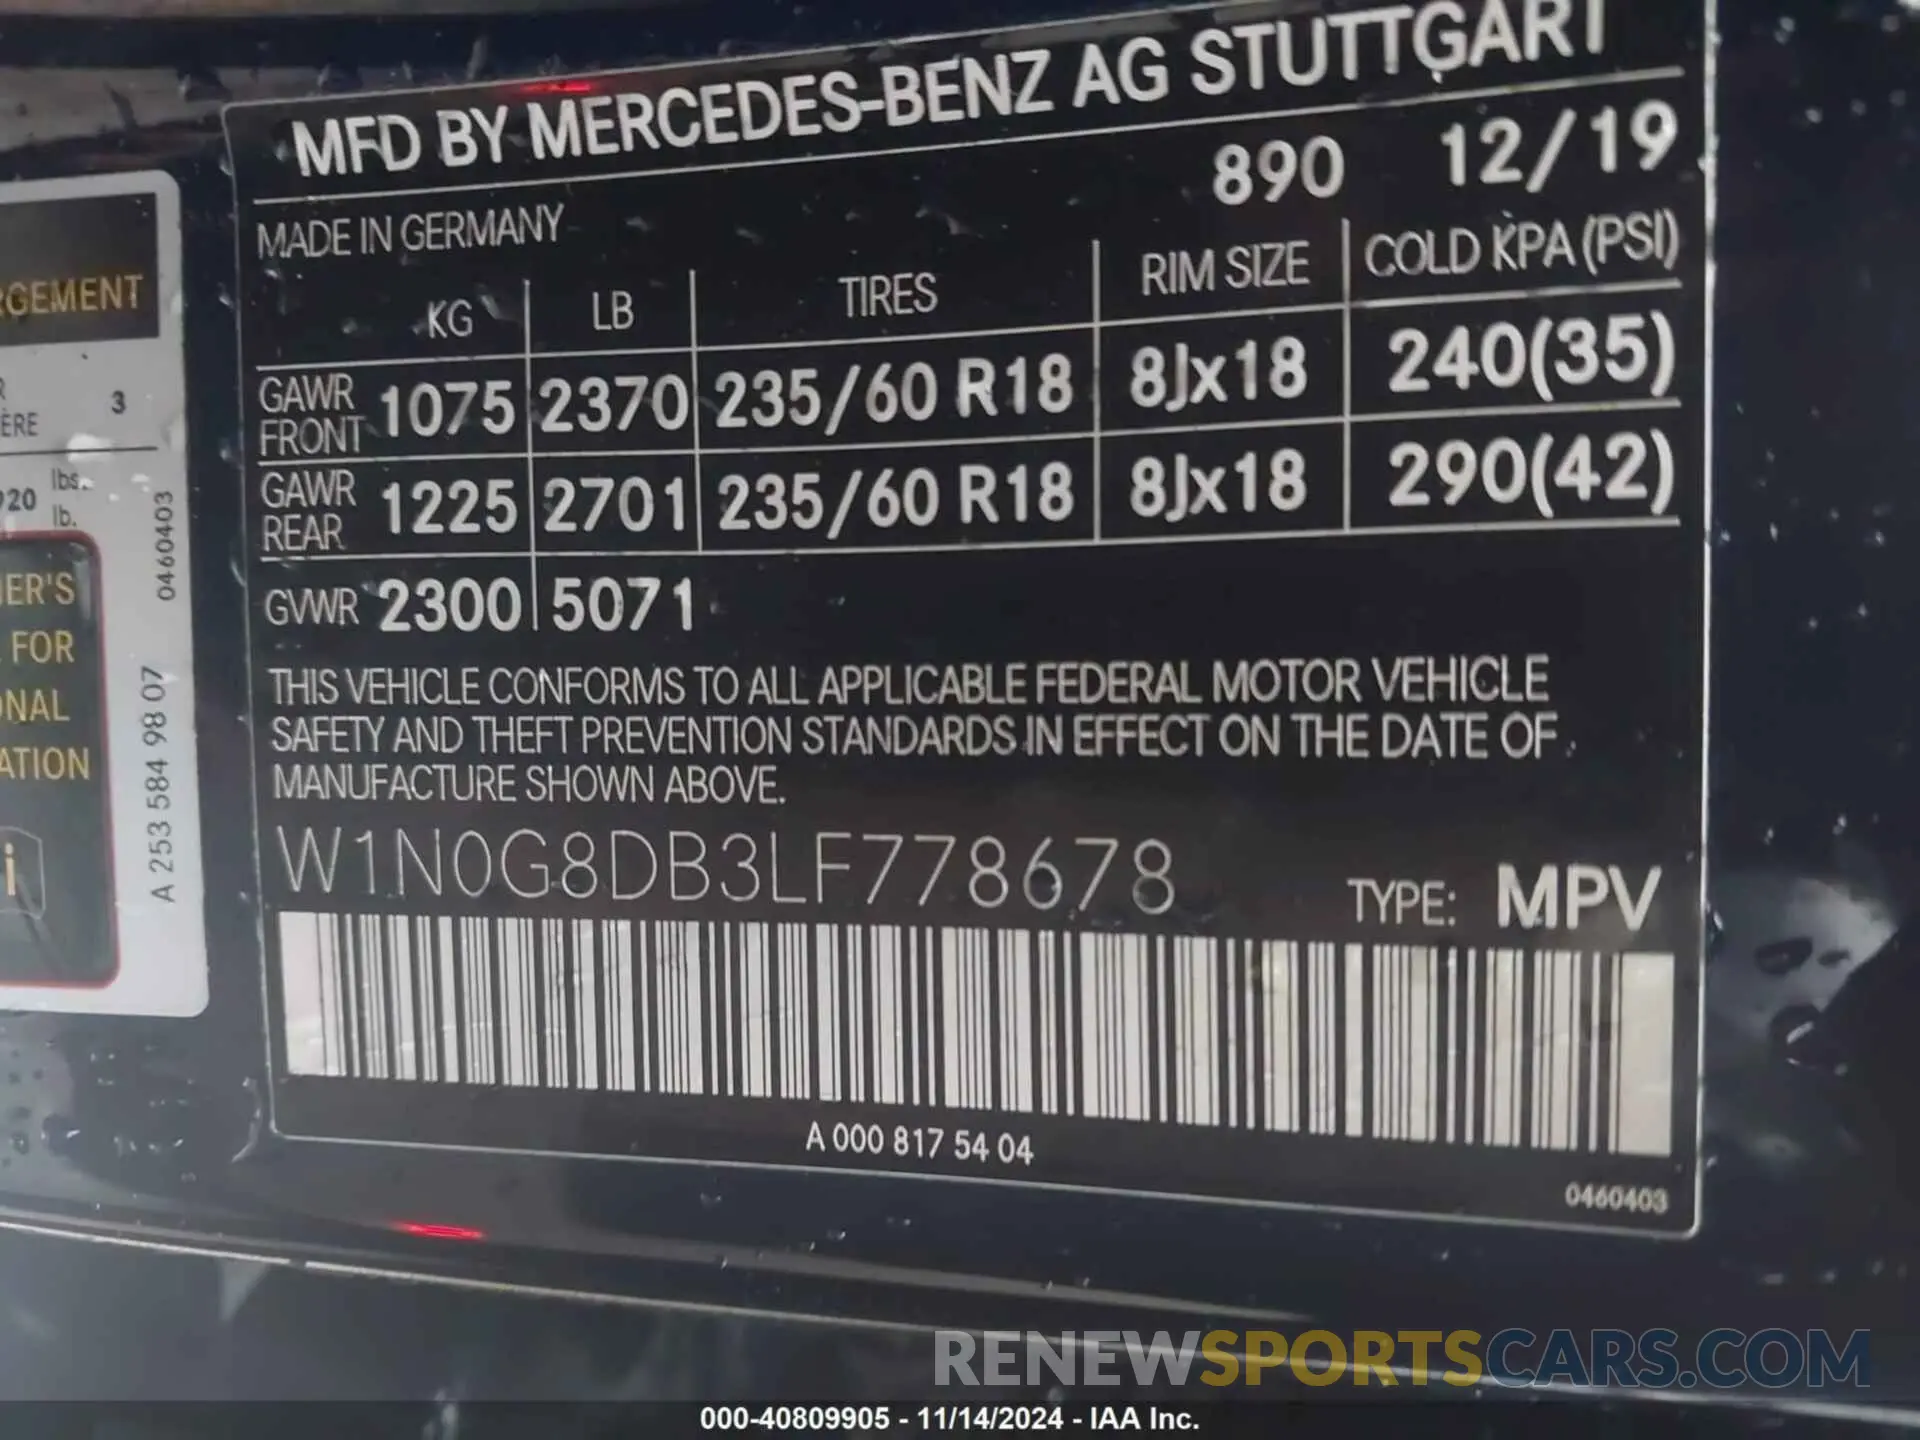 MFD BY MERCEDES-BENZ AG STUTTGART
890 12/19
MADE IN GERMANY
KG LB TIRES RIM SIZE COLD KPA (PSI)
GAWR FRONT 1075 2370 235/60 R18 8Jx18 240(35)
GAWR REAR 1225 2701 235/60 R18 8Jx18 290(42)
GVWR 2300 5071
THIS VEHICLE CONFORMS TO ALL APPLICABLE FEDERAL MOTOR VEHICLE
SAFETY AND THEFT PREVENTION STANDARDS IN EFFECT ON THE DATE OF
MANUFACTURE SHOWN ABOVE.
W1N0G8DB3LF778678 TYPE: MPV
A 000 817 54 04
0460403
RGEMENT
R
ÈRE 3
920 lbs.
lb.
0460403
A 253 584 98 07
NER'S
FOR
ONAL
ATION
i
RENEWSPORTSCARS.COM
000-40809905 - 11/14/2024 - IAA Inc.